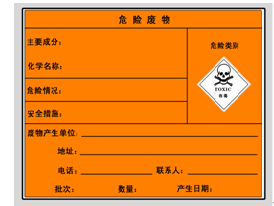 危险废物
主要成分：
危险类别
化学名称：
TOXIC
有毒
危险情况：
安全措施：
废物产生单位：
地址：
电话： 联系人：
批次： 数量： 产生日期：